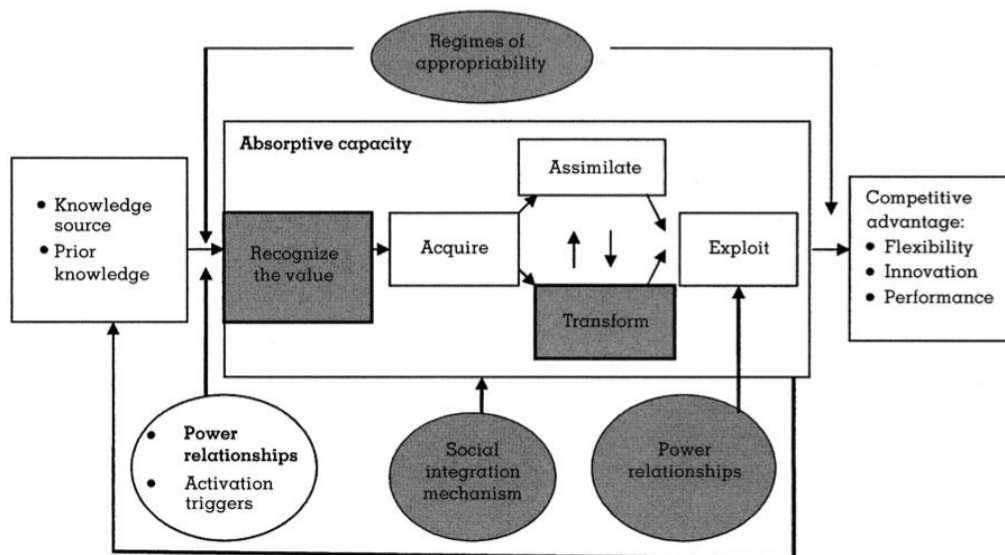 Regimes of
appropriability
Absorptive capacity
Assimilate
• Knowledge
source
• Prior
knowledge
Recognize
the value
Acquire
Exploit
Transform
Competitive
advantage:
• Flexibility
• Innovation
• Performance
• Power
relationships
• Activation
triggers
Social
integration
mechanism
Power
relationships